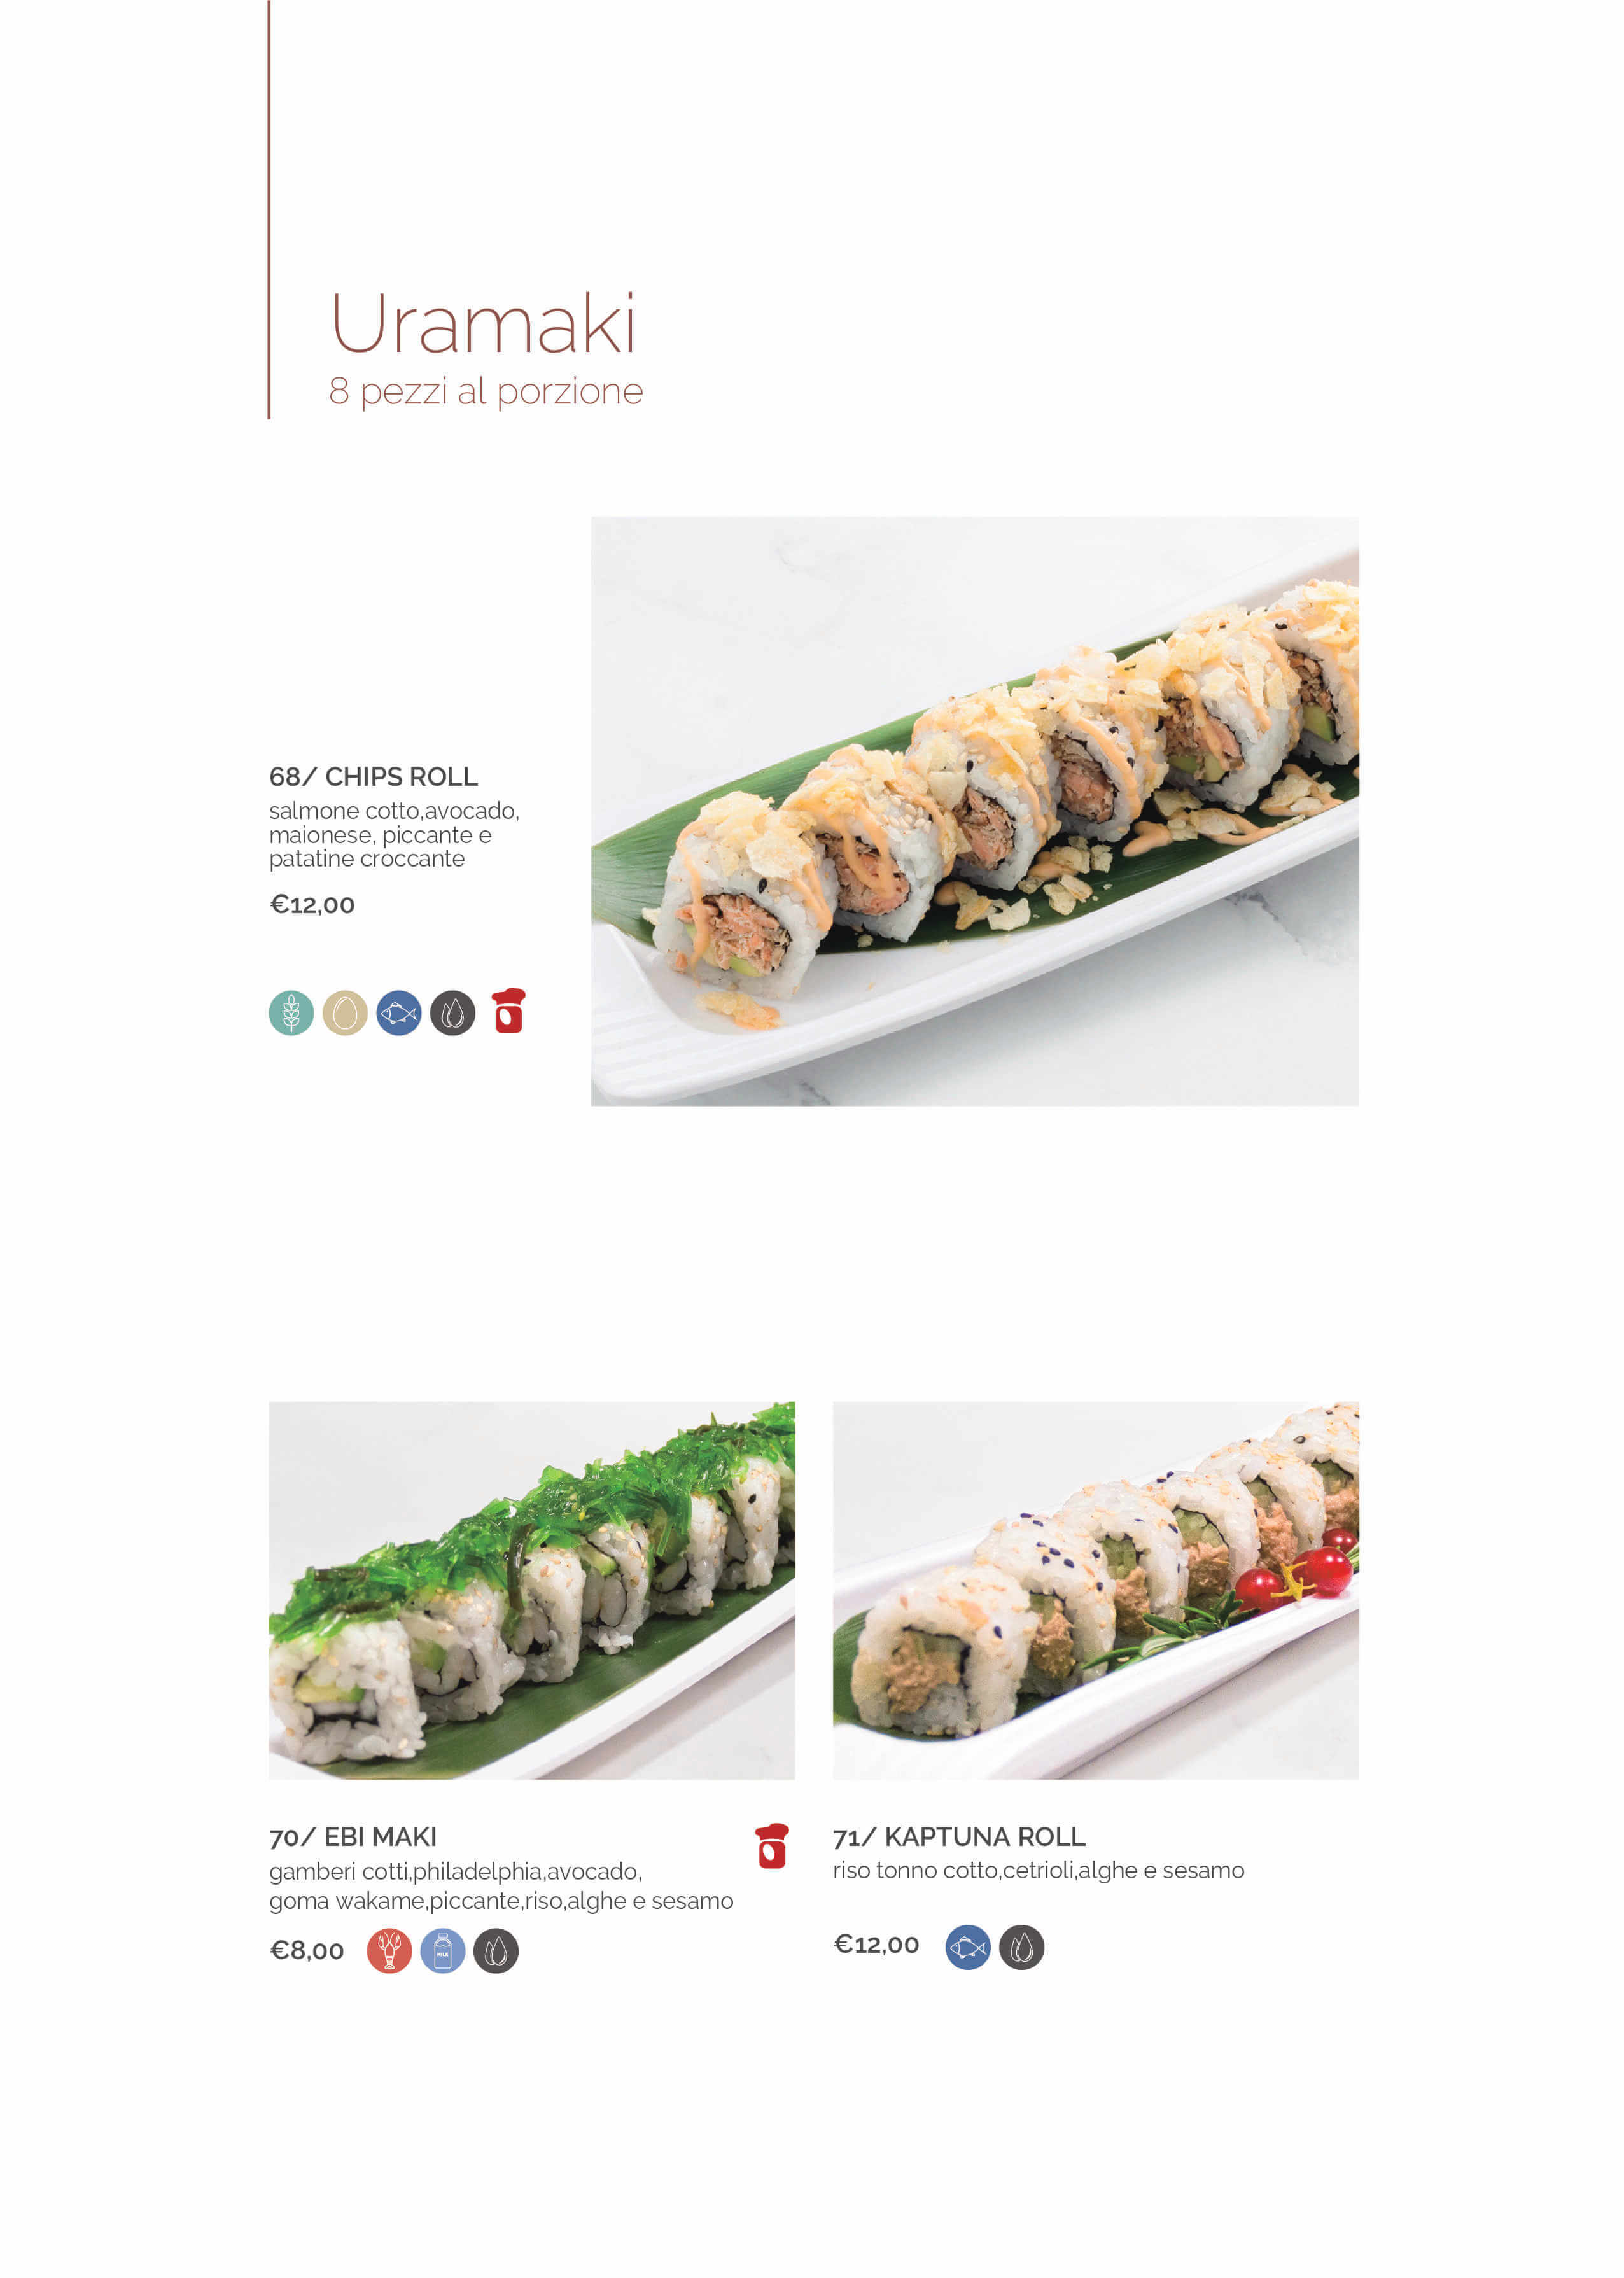 Uramaki
8 pezzi al porzione
68/ CHIPS ROLL
salmone cotto,avocado,
maionese, piccante e
patatine croccante
€12,00
70/ EBI MAKI
gamberi cotti,philadelphia,avocado,
goma wakame,piccante,riso,alghe e sesamo
€8,00
MILK
71/ KAPTUNA ROLL
riso tonno cotto,cetrioli,alghe e sesamo
€12,00